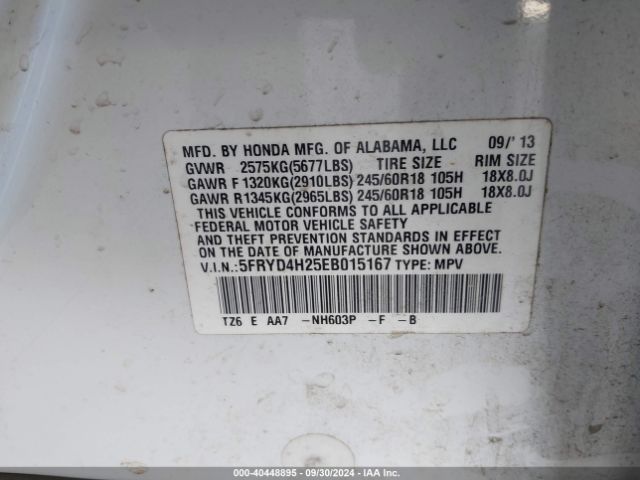 MFD. BY HONDA MFG. OF ALABAMA, LLC 09/'13
GVWR 2575KG(5677LBS) TIRE SIZE RIM SIZE
GAWR F 1320KG(2910LBS) 245/60R18 105H 18X8.0J
GAWR R 1345KG(2965LBS) 245/60R18 105H 18X8.0J
THIS VEHICLE CONFORMS TO ALL APPLICABLE
FEDERAL MOTOR VEHICLE SAFETY
AND THEFT PREVENTION STANDARDS IN EFFECT
ON THE DATE OF MANUFACTURE SHOWN ABOVE.
V.I.N.: 5FRYD4H25EB015167 TYPE: MPV
TZ6 E AA7 -NH603P -F -B
000-40448895 - 09/30/2024 - IAA Inc.